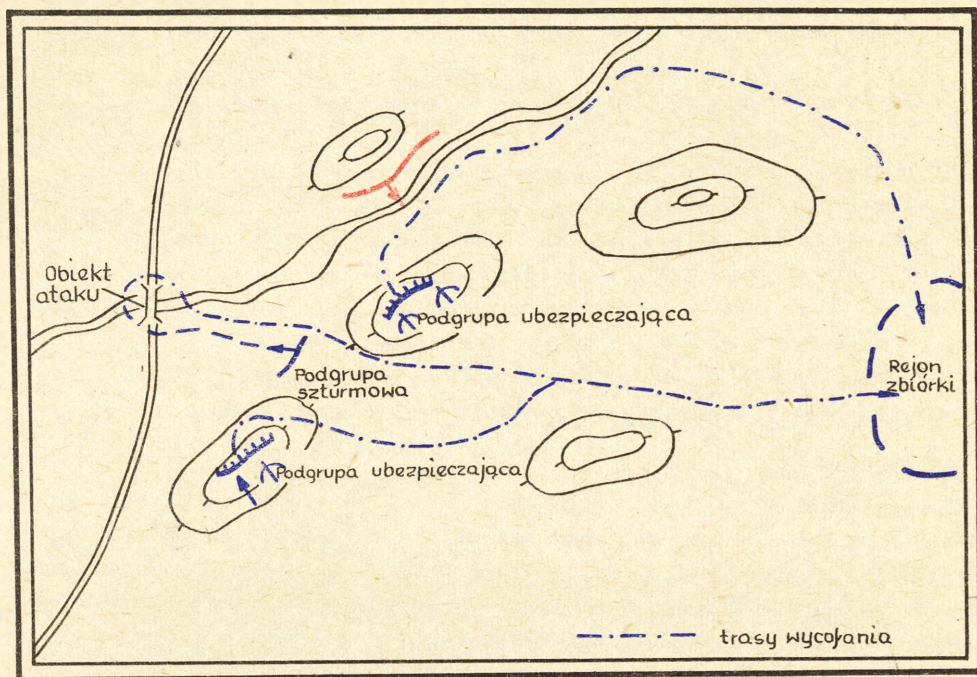 Obiekt
ataku
Podgrupa ubezpieczająca
Podgrupa
szturmowa
Rejon
zbiórki
Podgrupa ubezpieczająca
trasy wycofania